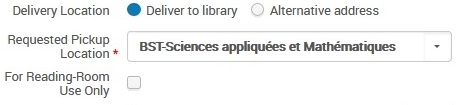 Delivery Location Deliver to library Alternative address
Requested Pickup
Location * BST-Sciences appliquées et Mathématiques
For Reading-Room
Use Only